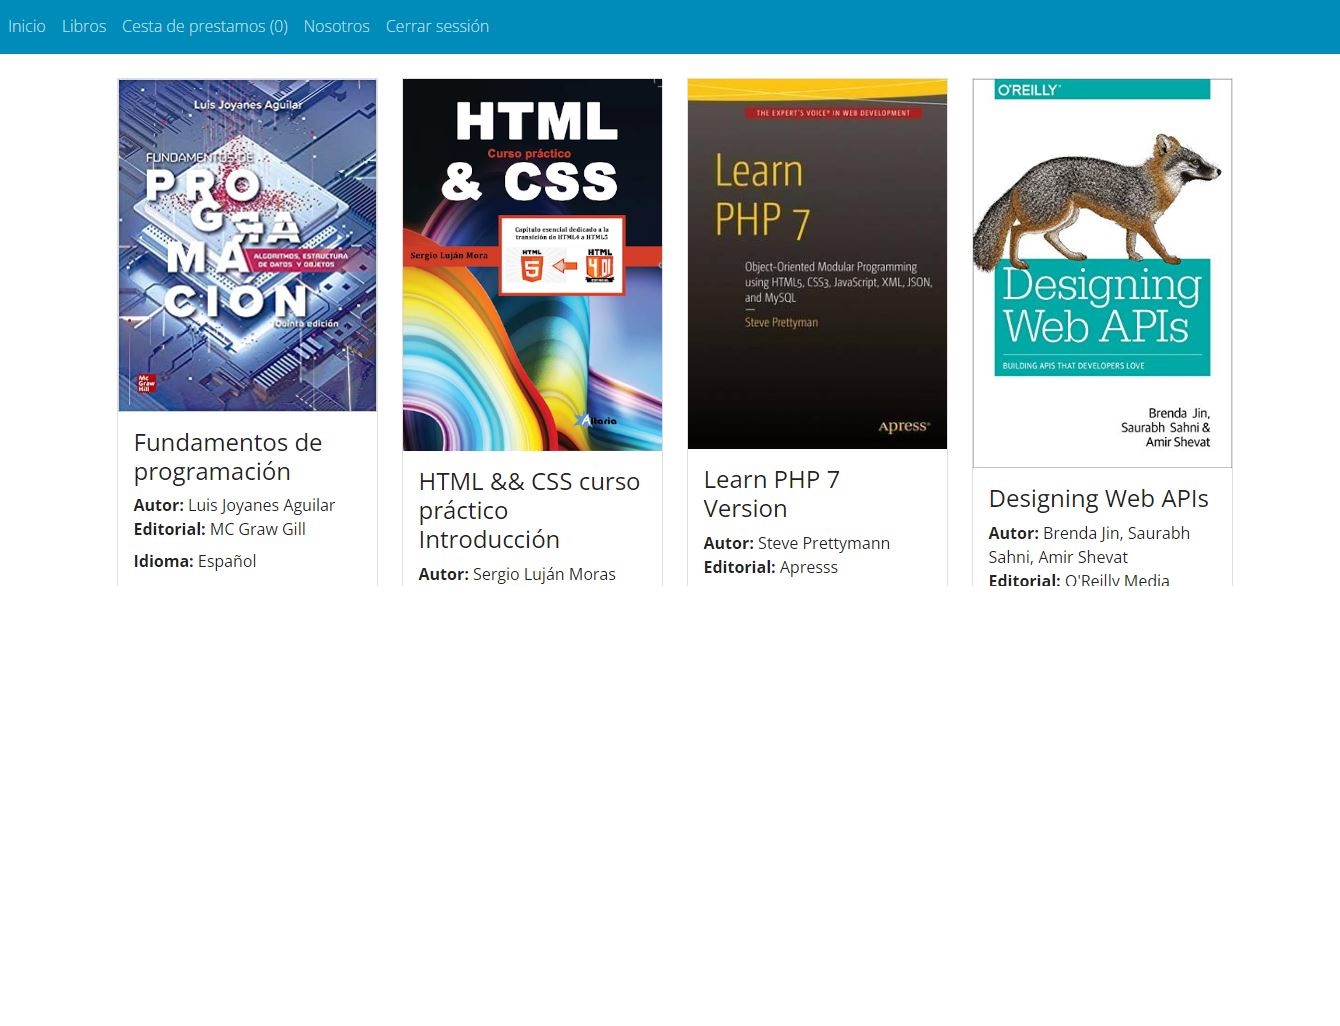 Inicio Libros Cesta de prestamos (0) Nosotros Cerrar sessión
Luis Joyanes Aguilar
FUNDAMENTOS DE
PRO
GRA
MA
CIÓN
ALGORITMOS, ESTRUCTURA
DE DATOS Y OBJETOS
Quinta edición
Mc
Graw
Hill
Fundamentos de
programación
Autor: Luis Joyanes Aguilar
Editorial: MC Graw Gill
Idioma: Español
HTML
Curso práctico
& CSS
Capítulo esencial dedicado a la
transición de HTML4 a HTML5
Sergio Luján Mora
HTML
5
HTML
4.01
Altaria
HTML && CSS curso
práctico
Introducción
Autor: Sergio Luján Moras
THE EXPERT'S VOICE® IN WEB DEVELOPMENT
Learn
PHP 7
Object-Oriented Modular Programming
using HTML5, CSS3, JavaScript, XML, JSON,
and MySQL
Steve Prettyman
Apress®
Learn PHP 7
Version
Autor: Steve Prettymann
Editorial: Apresss
O'REILLY®
Designing
Web APIs
BUILDING APIS THAT DEVELOPERS LOVE
Brenda Jin,
Saurabh Sahni &
Amir Shevat
Designing Web APIs
Autor: Brenda Jin, Saurabh
Sahni, Amir Shevat
Editorial: O'Reilly Media